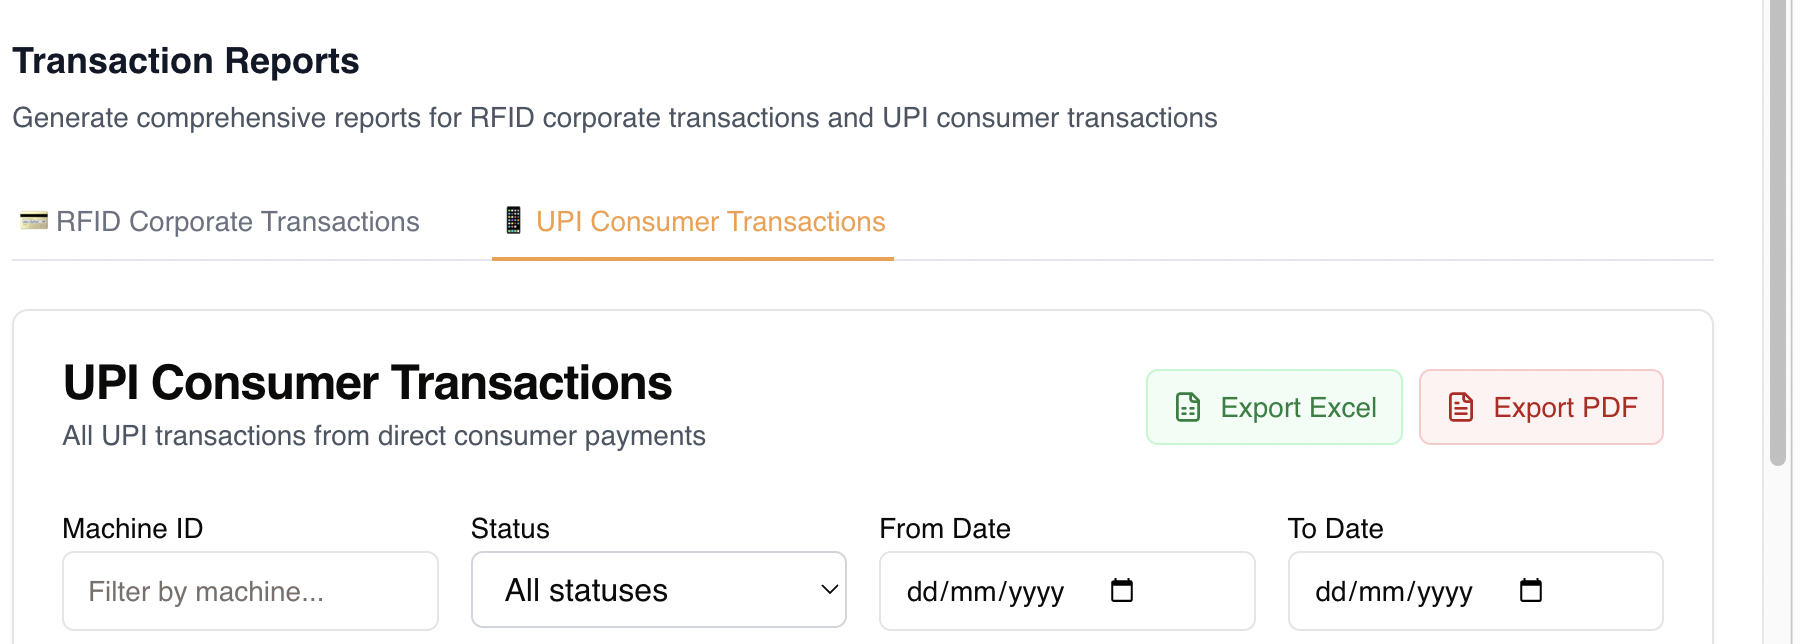 Transaction Reports
Generate comprehensive reports for RFID corporate transactions and UPI consumer transactions
RFID Corporate Transactions
UPI Consumer Transactions
UPI Consumer Transactions
All UPI transactions from direct consumer payments
Export Excel
Export PDF
Machine ID
Status
From Date
To Date
Filter by machine...
All statuses
dd/mm/yyyy
dd/mm/yyyy